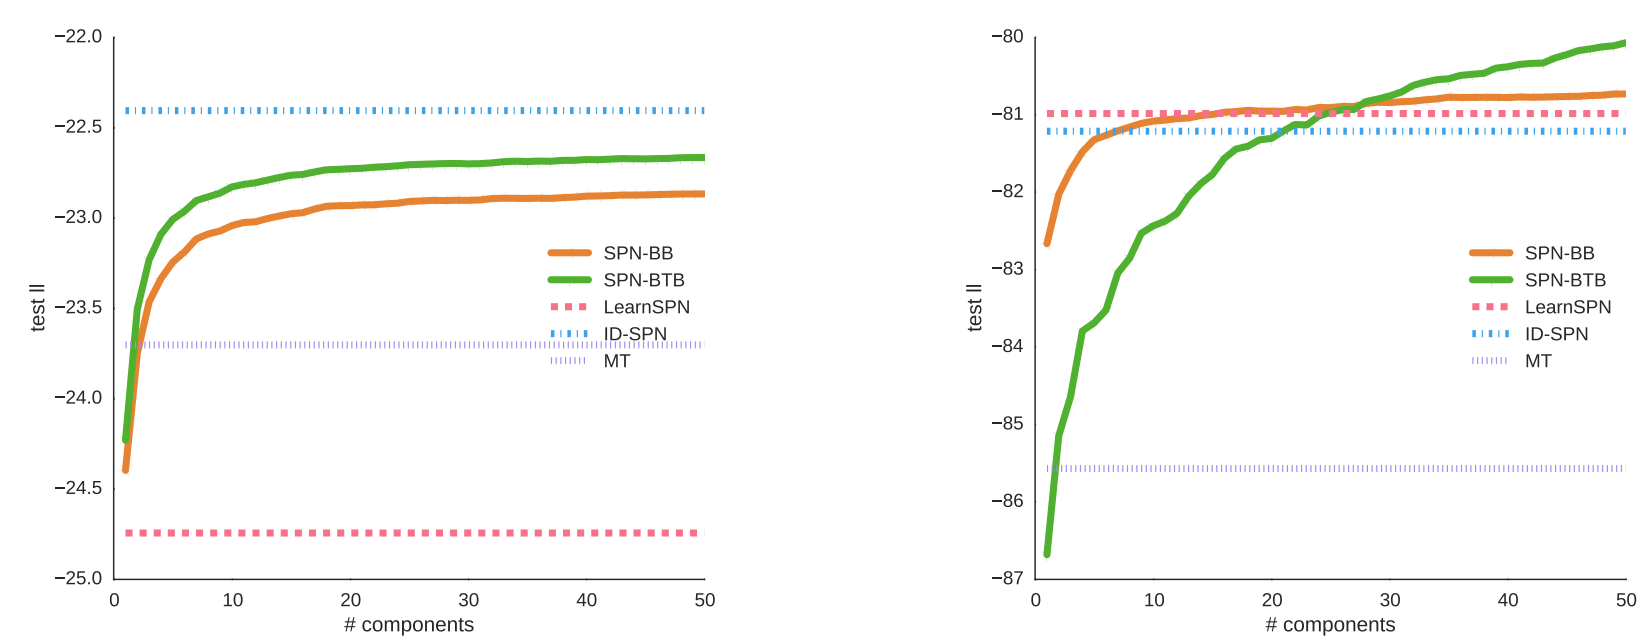 −22.0
−22.5
−23.0
−23.5
−24.0
−24.5
−25.0
test ll
0 10 20 30 40 50
# components
SPN-BB
SPN-BTB
LearnSPN
ID-SPN
MT
−80
−81
−82
−83
−84
−85
−86
−87
test ll
0 10 20 30 40 50
# components
SPN-BB
SPN-BTB
LearnSPN
ID-SPN
MT